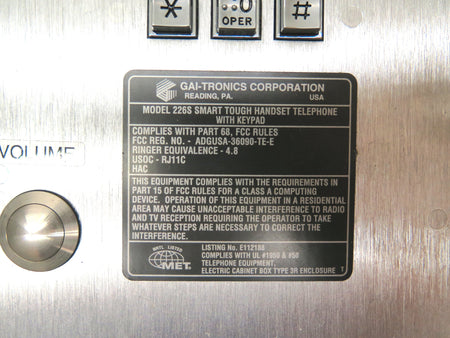 * 0 #
OPER
GAI-TRONICS CORPORATION
READING, PA. USA
MODEL 226S SMART TOUGH HANDSET TELEPHONE
WITH KEYPAD
COMPLIES WITH PART 68, FCC RULES
FCC REG. NO. - ADGUSA-36090-TE-E
RINGER EQUIVALENCE - 4.8
USOC - RJ11C
HAC
VOLUME
THIS EQUIPMENT COMPLIES WITH THE REQUIREMENTS IN
PART 15 OF FCC RULES FOR A CLASS A COMPUTING
DEVICE. OPERATION OF THIS EQUIPMENT IN A RESIDENTIAL
AREA MAY CAUSE UNACCEPTABLE INTERFERENCE TO RADIO
AND TV RECEPTION REQUIRING THE OPERATOR TO TAKE
WHATEVER STEPS ARE NECESSARY TO CORRECT THE
INTERFERENCE.
NRTL LISTED
MET
LISTING No. E112188
COMPLIES WITH UL #1950 & #50
TELEPHONE EQUIPMENT.
ELECTRIC CABINET BOX TYPE 3R ENCLOSURE T